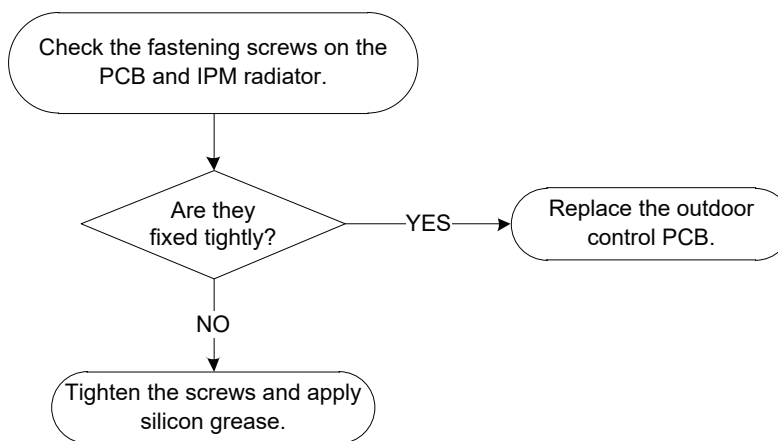 Check the fastening screws on the
PCB and IPM radiator.
Are they
fixed tightly?
YES
Replace the outdoor
control PCB.
NO
Tighten the screws and apply
silicon grease.